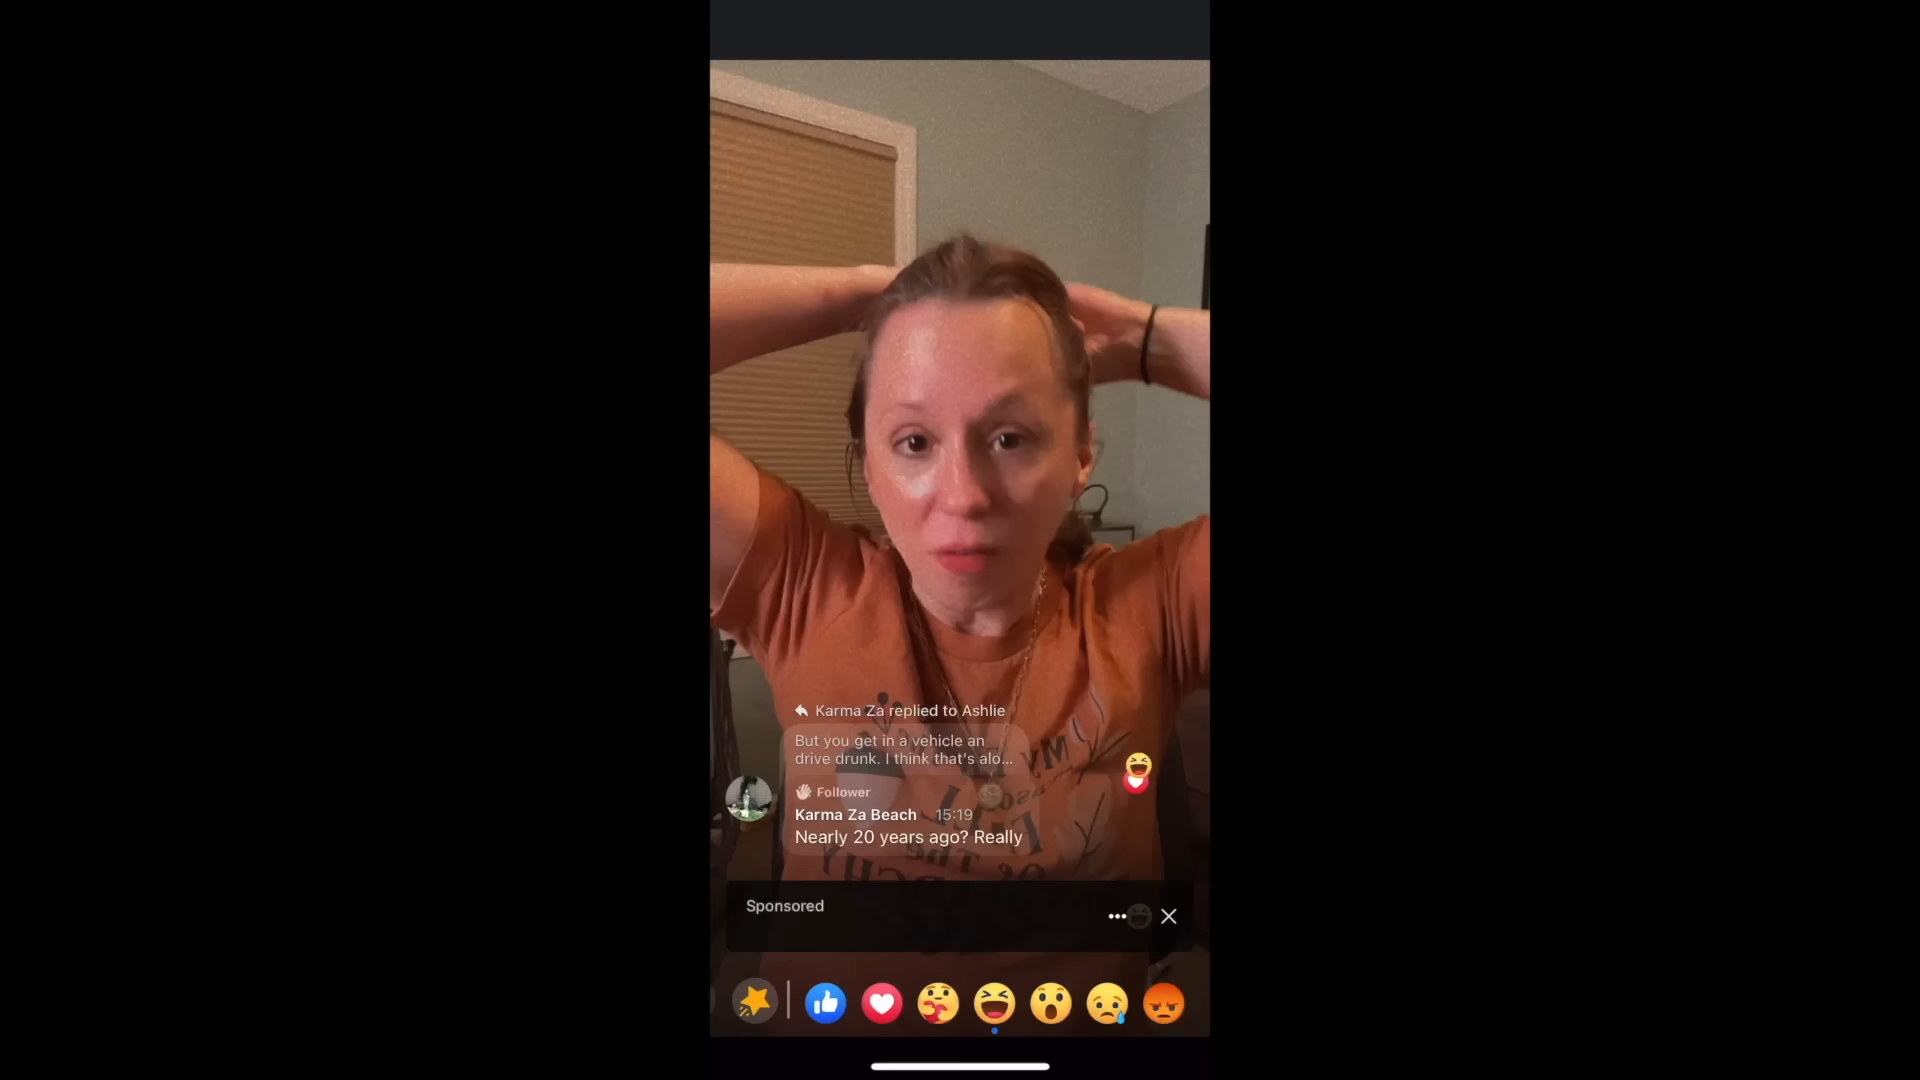 Karma Za replied to Ashlie
But you get in a vehicle an
drive drunk. I think that's alo...
Follower
Karma Za Beach 15:19
Nearly 20 years ago? Really
Sponsored